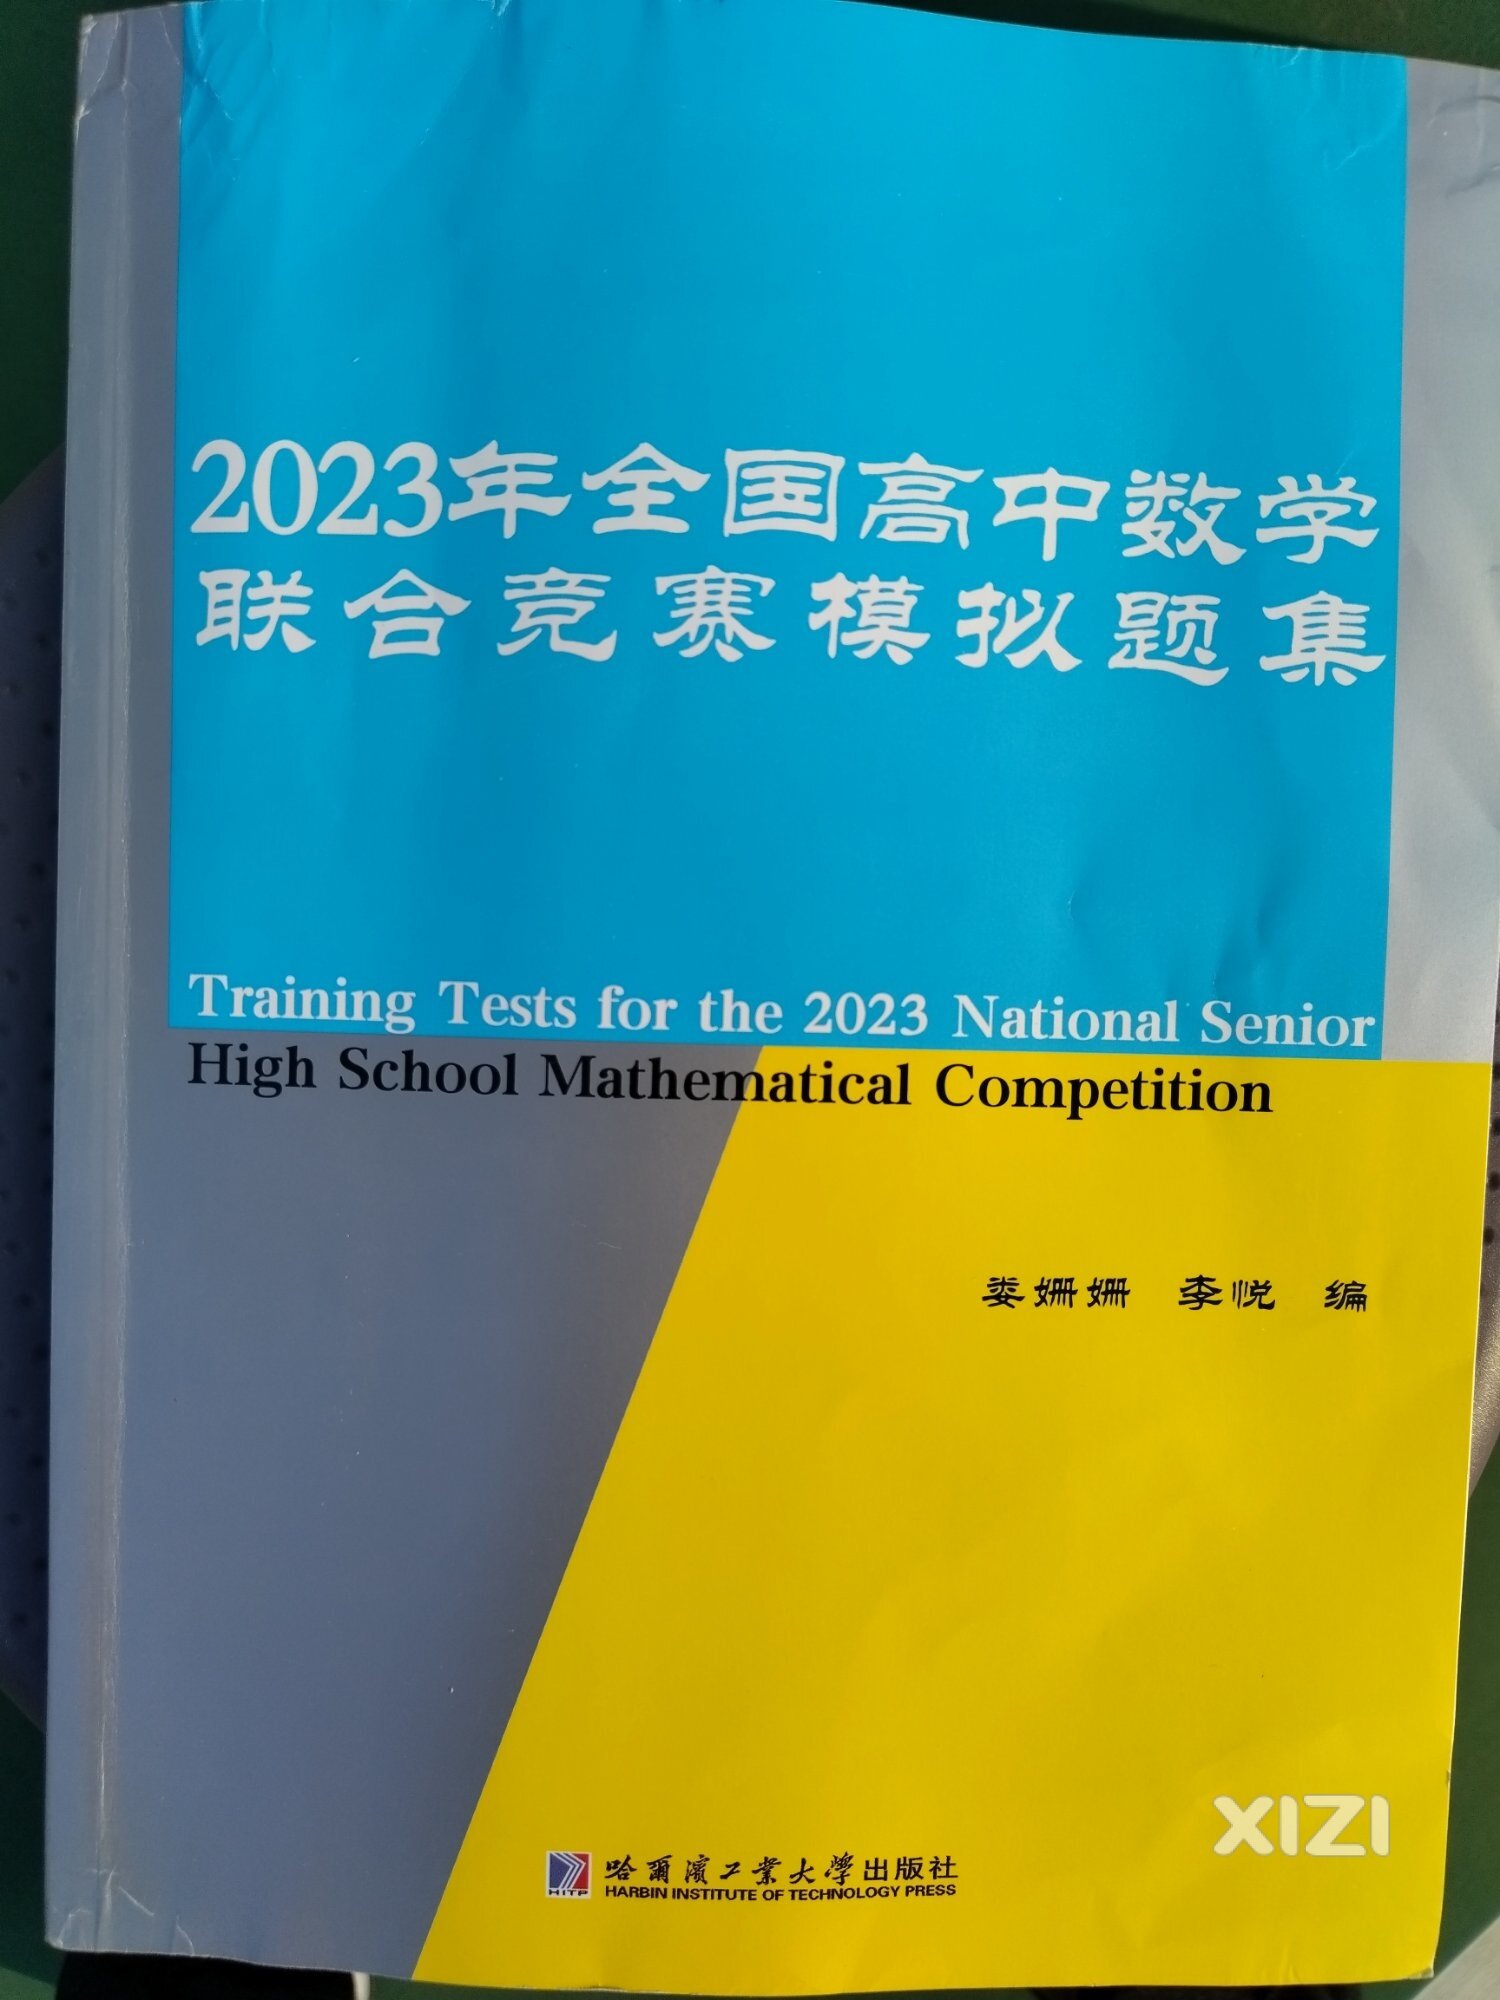 2023年全国高中数学
联合竞赛模拟题集
Training Tests for the 2023 National Senior
High School Mathematical Competition
娄姗姗 李悦 编
XIZI
HITP
哈爾濱工業大學出版社
HARBIN INSTITUTE OF TECHNOLOGY PRESS